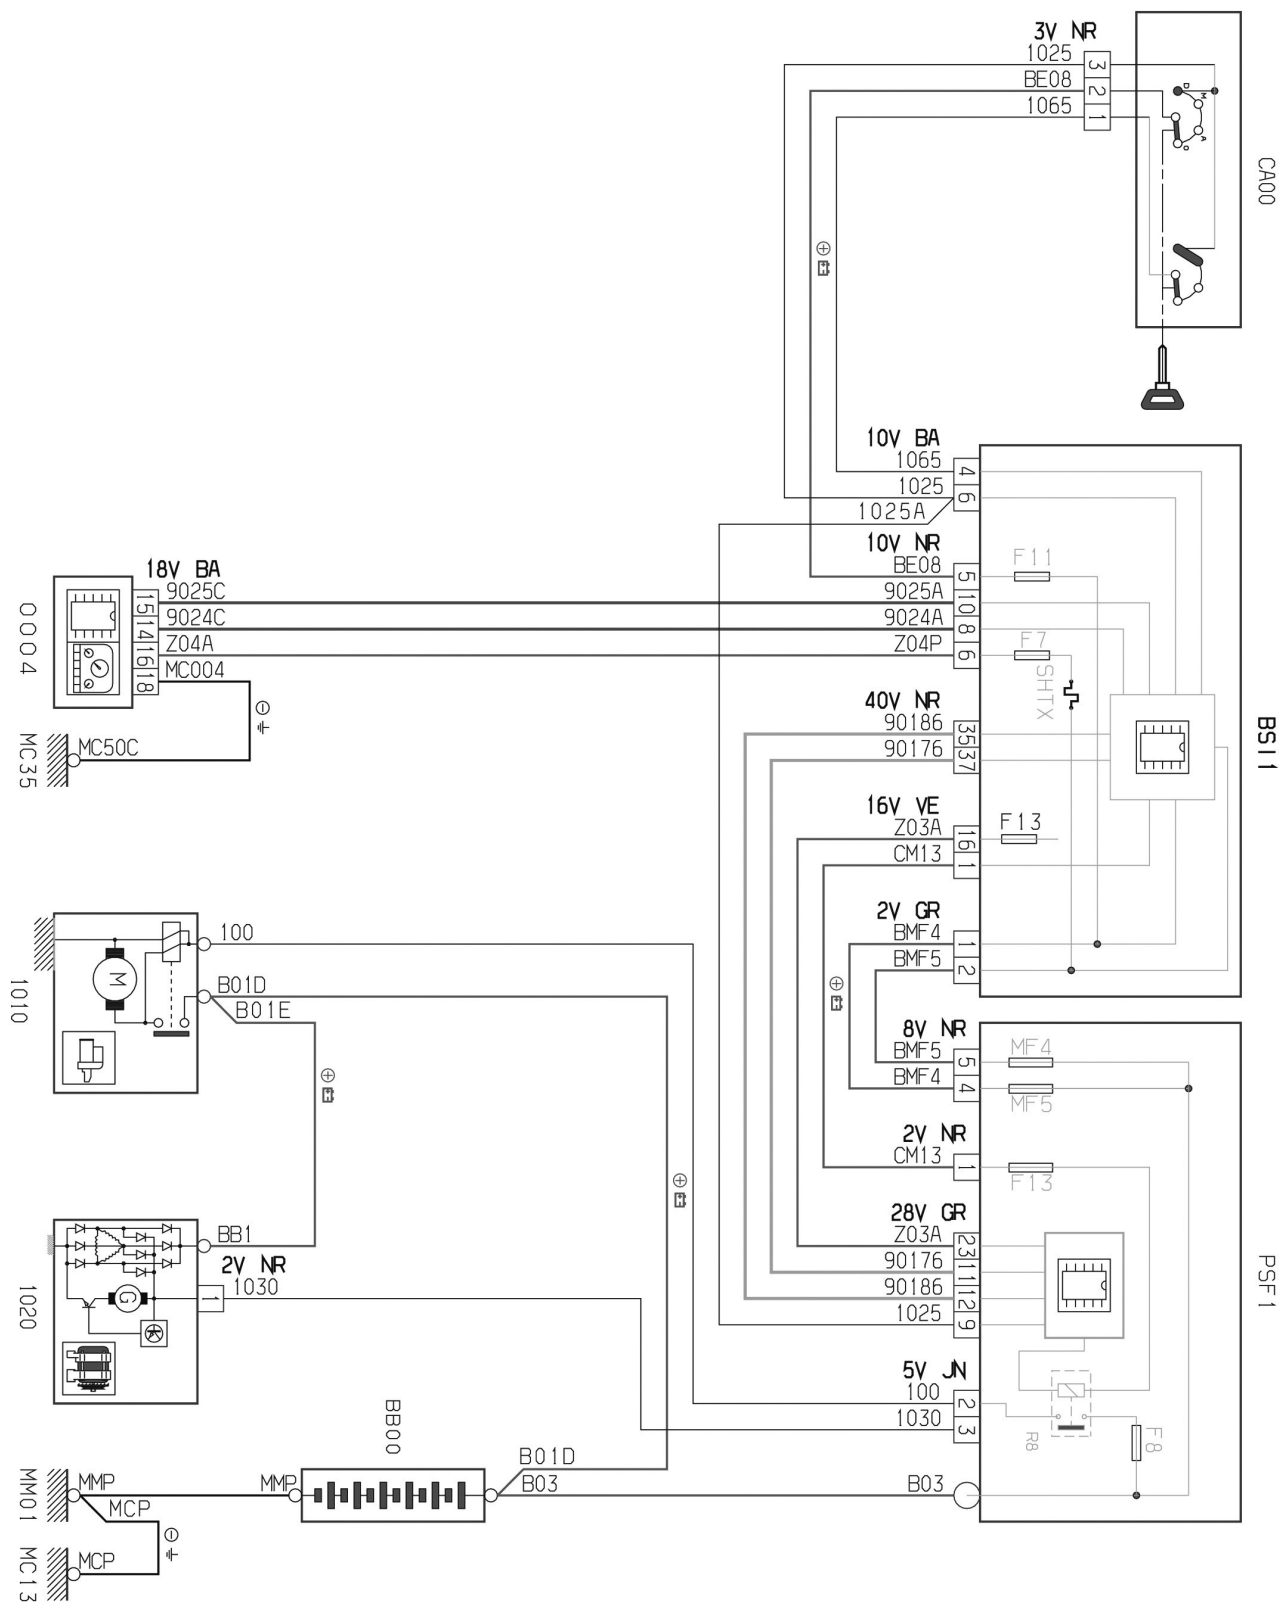 3V NR
1025
3
BE08
2
1065
1
D
M
A
O
CA00
10V BA
1065
4
1025
6
1025A
10V NR
BE08
5
F11
9025A
10
9024A
8
Z04P
6
F7
SHTX
BSI1
40V NR
90186
35
90176
37
16V VE
Z03A
16
F13
CM13
1
2V GR
BMF4
1
BMF5
2
18V BA
9025C
15
9024C
14
Z04A
16
MC004
18
0004
MC50C
MC35
8V NR
BMF5
5
MF4
BMF4
4
MF5
2V NR
CM13
1
F13
28V GR
Z03A
23
90176
11
90186
12
1025
9
5V JN
100
2
1030
3
R8
F8
B03
PSF1
100
B01D
B01E
M
1010
BB1
2V NR
1030
1
G
1020
BB00
B01D
B03
MMP
MMP
MCP
MM01
MCP
MC13